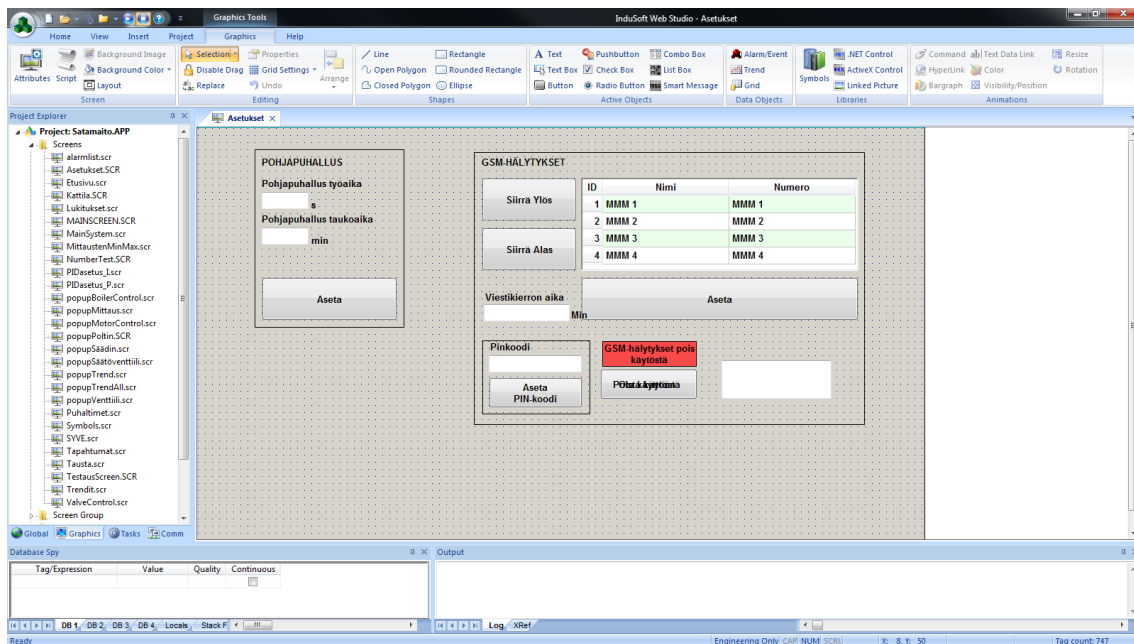 Graphics Tools
InduSoft Web Studio - Asetukset
Home View Insert Project Graphics Help
Attributes
Script
Background Image
Background Color
Layout
Screen
Selection
Disable Drag
Replace
Properties
Grid Settings
Undo
Arrange
Editing
Line
Open Polygon
Closed Polygon
Rectangle
Rounded Rectangle
Ellipse
Shapes
A Text
Text Box
Button
Pushbutton
Check Box
Radio Button
Combo Box
List Box
Smart Message
Active Objects
Alarm/Event
Trend
Grid
Data Objects
Symbols
.NET Control
ActiveX Control
Linked Picture
Libraries
Command
HyperLink
Bargraph
Text Data Link
Color
Visibility/Position
Resize
Rotation
Animations
Project Explorer
Project: Satamaito.APP
Screens
alarmlist.scr
Asetukset.SCR
Etusivu.scr
Kattila.SCR
Lukitukset.scr
MAINSCREEN.SCR
MainSystem.scr
MittaustenMinMax.scr
NumberTest.SCR
PIDasetus_I.scr
PIDasetus_P.scr
popupBoilerControl.scr
popupMittaus.scr
popupMotorControl.scr
popupPoltin.SCR
popupSäädin.scr
popupSäätöventtiili.scr
popupTrend.scr
popupTrendAll.scr
popupVenttiili.scr
Puhaltimet.scr
Symbols.scr
SYVE.scr
Tapahtumat.scr
Tausta.scr
TestausScreen.SCR
Trendit.scr
ValveControl.scr
Screen Group
Global Graphics Tasks Comm
Asetukset
POHJAPUHALLUS
Pohjapuhallus työaika
s
Pohjapuhallus taukoaika
min
Aseta
GSM-HÄLYTYKSET
Siirrä Ylös
Siirrä Alas
ID Nimi Numero
1 MMM 1 MMM 1
2 MMM 2 MMM 2
3 MMM 3 MMM 3
4 MMM 4 MMM 4
Viestikierron aika
Min
Aseta
Pinkoodi
Aseta
PIN-koodi
GSM-hälytykset pois
käytöstä
Database Spy
Tag/Expression Value Quality Continuous
DB 1 DB 2 DB 3 DB 4 Locals Stack F
Output
Log XRef
Ready
Engineering Only CAP NUM SCRL X: 8, Y: 50 Tag count: 747